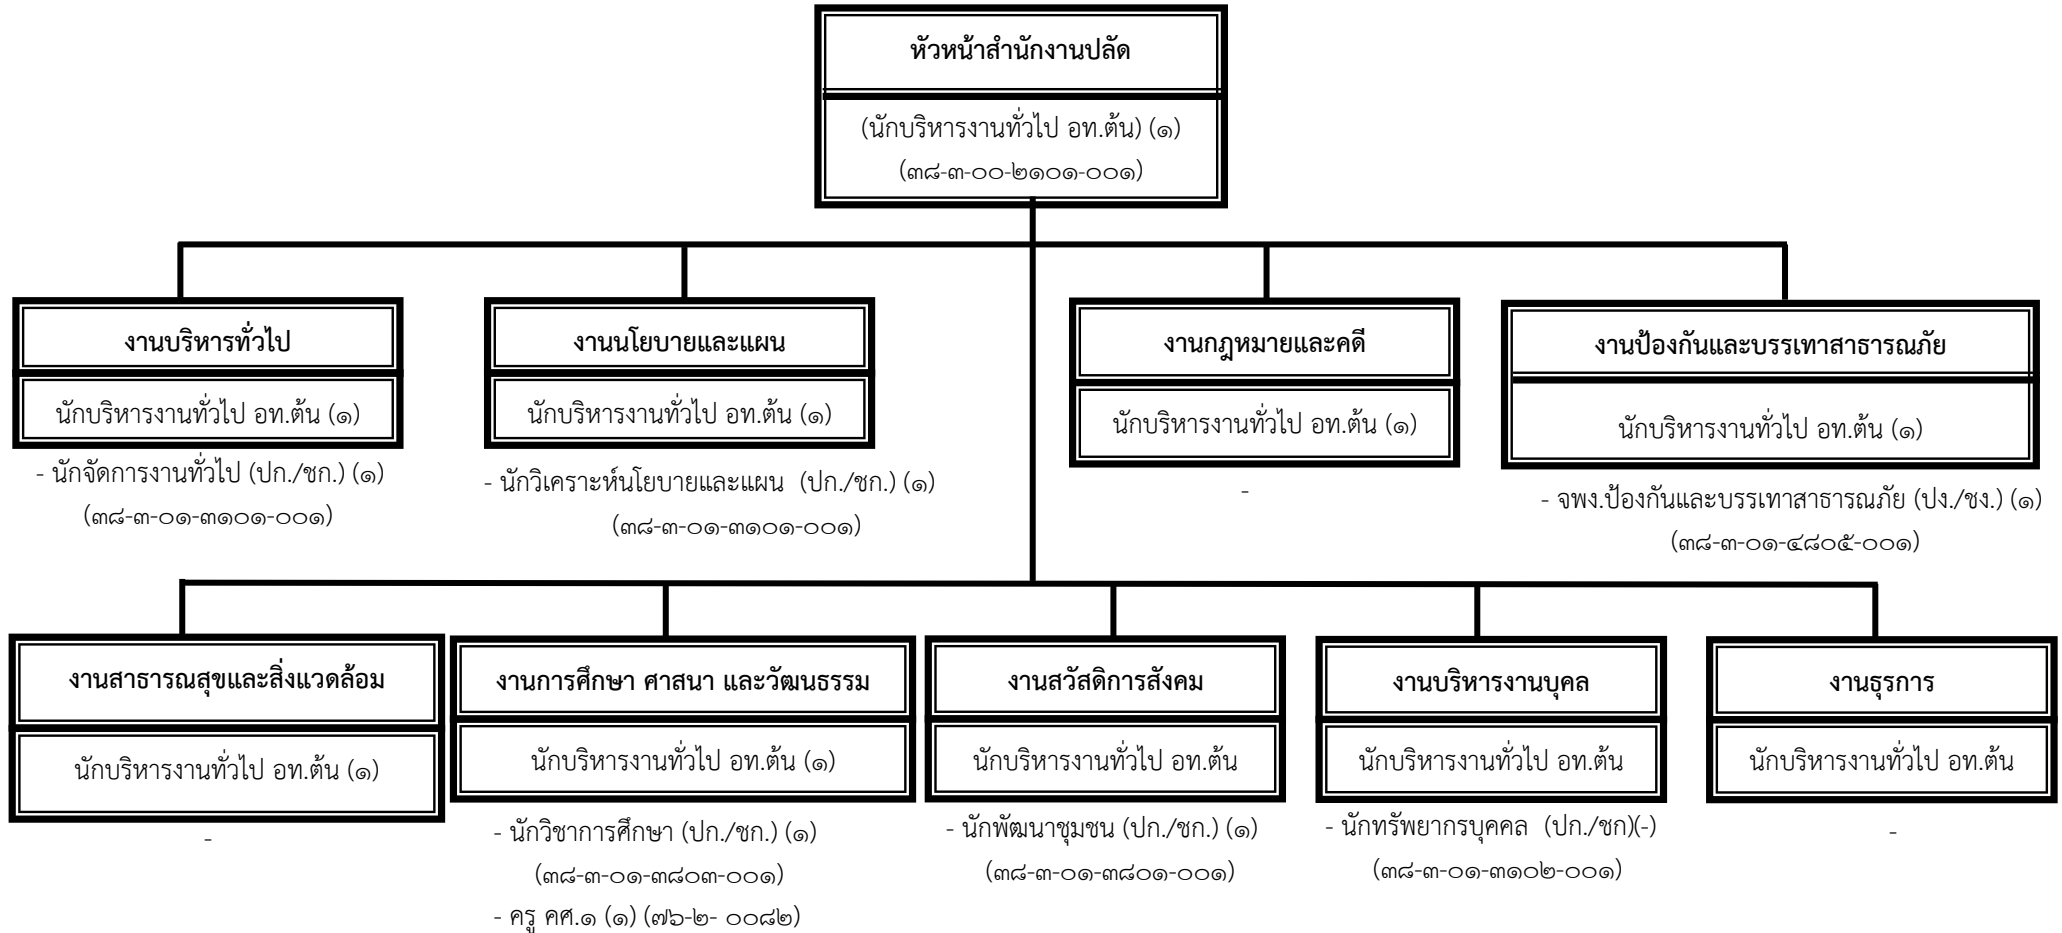 หัวหน้าสำนักงานปลัด
(นักบริหารงานทั่วไป อท.ต้น) (๑)
(๓๘-๓-๐๐-๒๑๐๑-๐๐๑)
งานบริหารทั่วไป
นักบริหารงานทั่วไป อท.ต้น (๑)
- นักจัดการงานทั่วไป (ปก./ชก.) (๑)
(๓๘-๓-๐๑-๓๑๐๑-๐๐๑)
งานนโยบายและแผน
นักบริหารงานทั่วไป อท.ต้น (๑)
- นักวิเคราะห์นโยบายและแผน (ปก./ชก.) (๑)
(๓๘-๓-๐๑-๓๑๐๑-๐๐๑)
งานกฎหมายและคดี
นักบริหารงานทั่วไป อท.ต้น (๑)
-
งานป้องกันและบรรเทาสาธารณภัย
นักบริหารงานทั่วไป อท.ต้น (๑)
- จพง.ป้องกันและบรรเทาสาธารณภัย (ปง./ชง.) (๑)
(๓๘-๓-๐๑-๔๘๐๕-๐๐๑)
งานสาธารณสุขและสิ่งแวดล้อม
นักบริหารงานทั่วไป อท.ต้น (๑)
-
งานการศึกษา ศาสนา และวัฒนธรรม
นักบริหารงานทั่วไป อท.ต้น (๑)
- นักวิชาการศึกษา (ปก./ชก.) (๑)
(๓๘-๓-๐๑-๓๘๐๓-๐๐๑)
- ครู คศ.๑ (๑) (๗๖-๒- ๐๐๘๒)
งานสวัสดิการสังคม
นักบริหารงานทั่วไป อท.ต้น
- นักพัฒนาชุมชน (ปก./ชก.) (๑)
(๓๘-๓-๐๑-๓๘๐๑-๐๐๑)
งานบริหารงานบุคล
นักบริหารงานทั่วไป อท.ต้น
- นักทรัพยากรบุคคล (ปก./ชก)(-)
(๓๘-๓-๐๑-๓๑๐๒-๐๐๑)
งานธุรการ
นักบริหารงานทั่วไป อท.ต้น
-